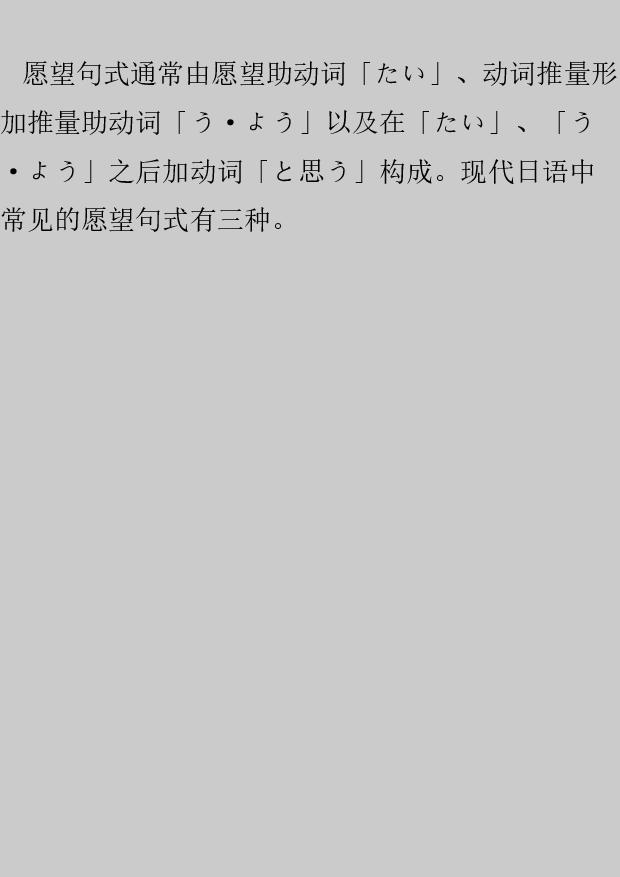 愿望句式通常由愿望助动词「たい」、动词推量形
加推量助动词「う•よう」以及在「たい」、「う
•よう」之后加动词「と思う」构成。现代日语中
常见的愿望句式有三种。